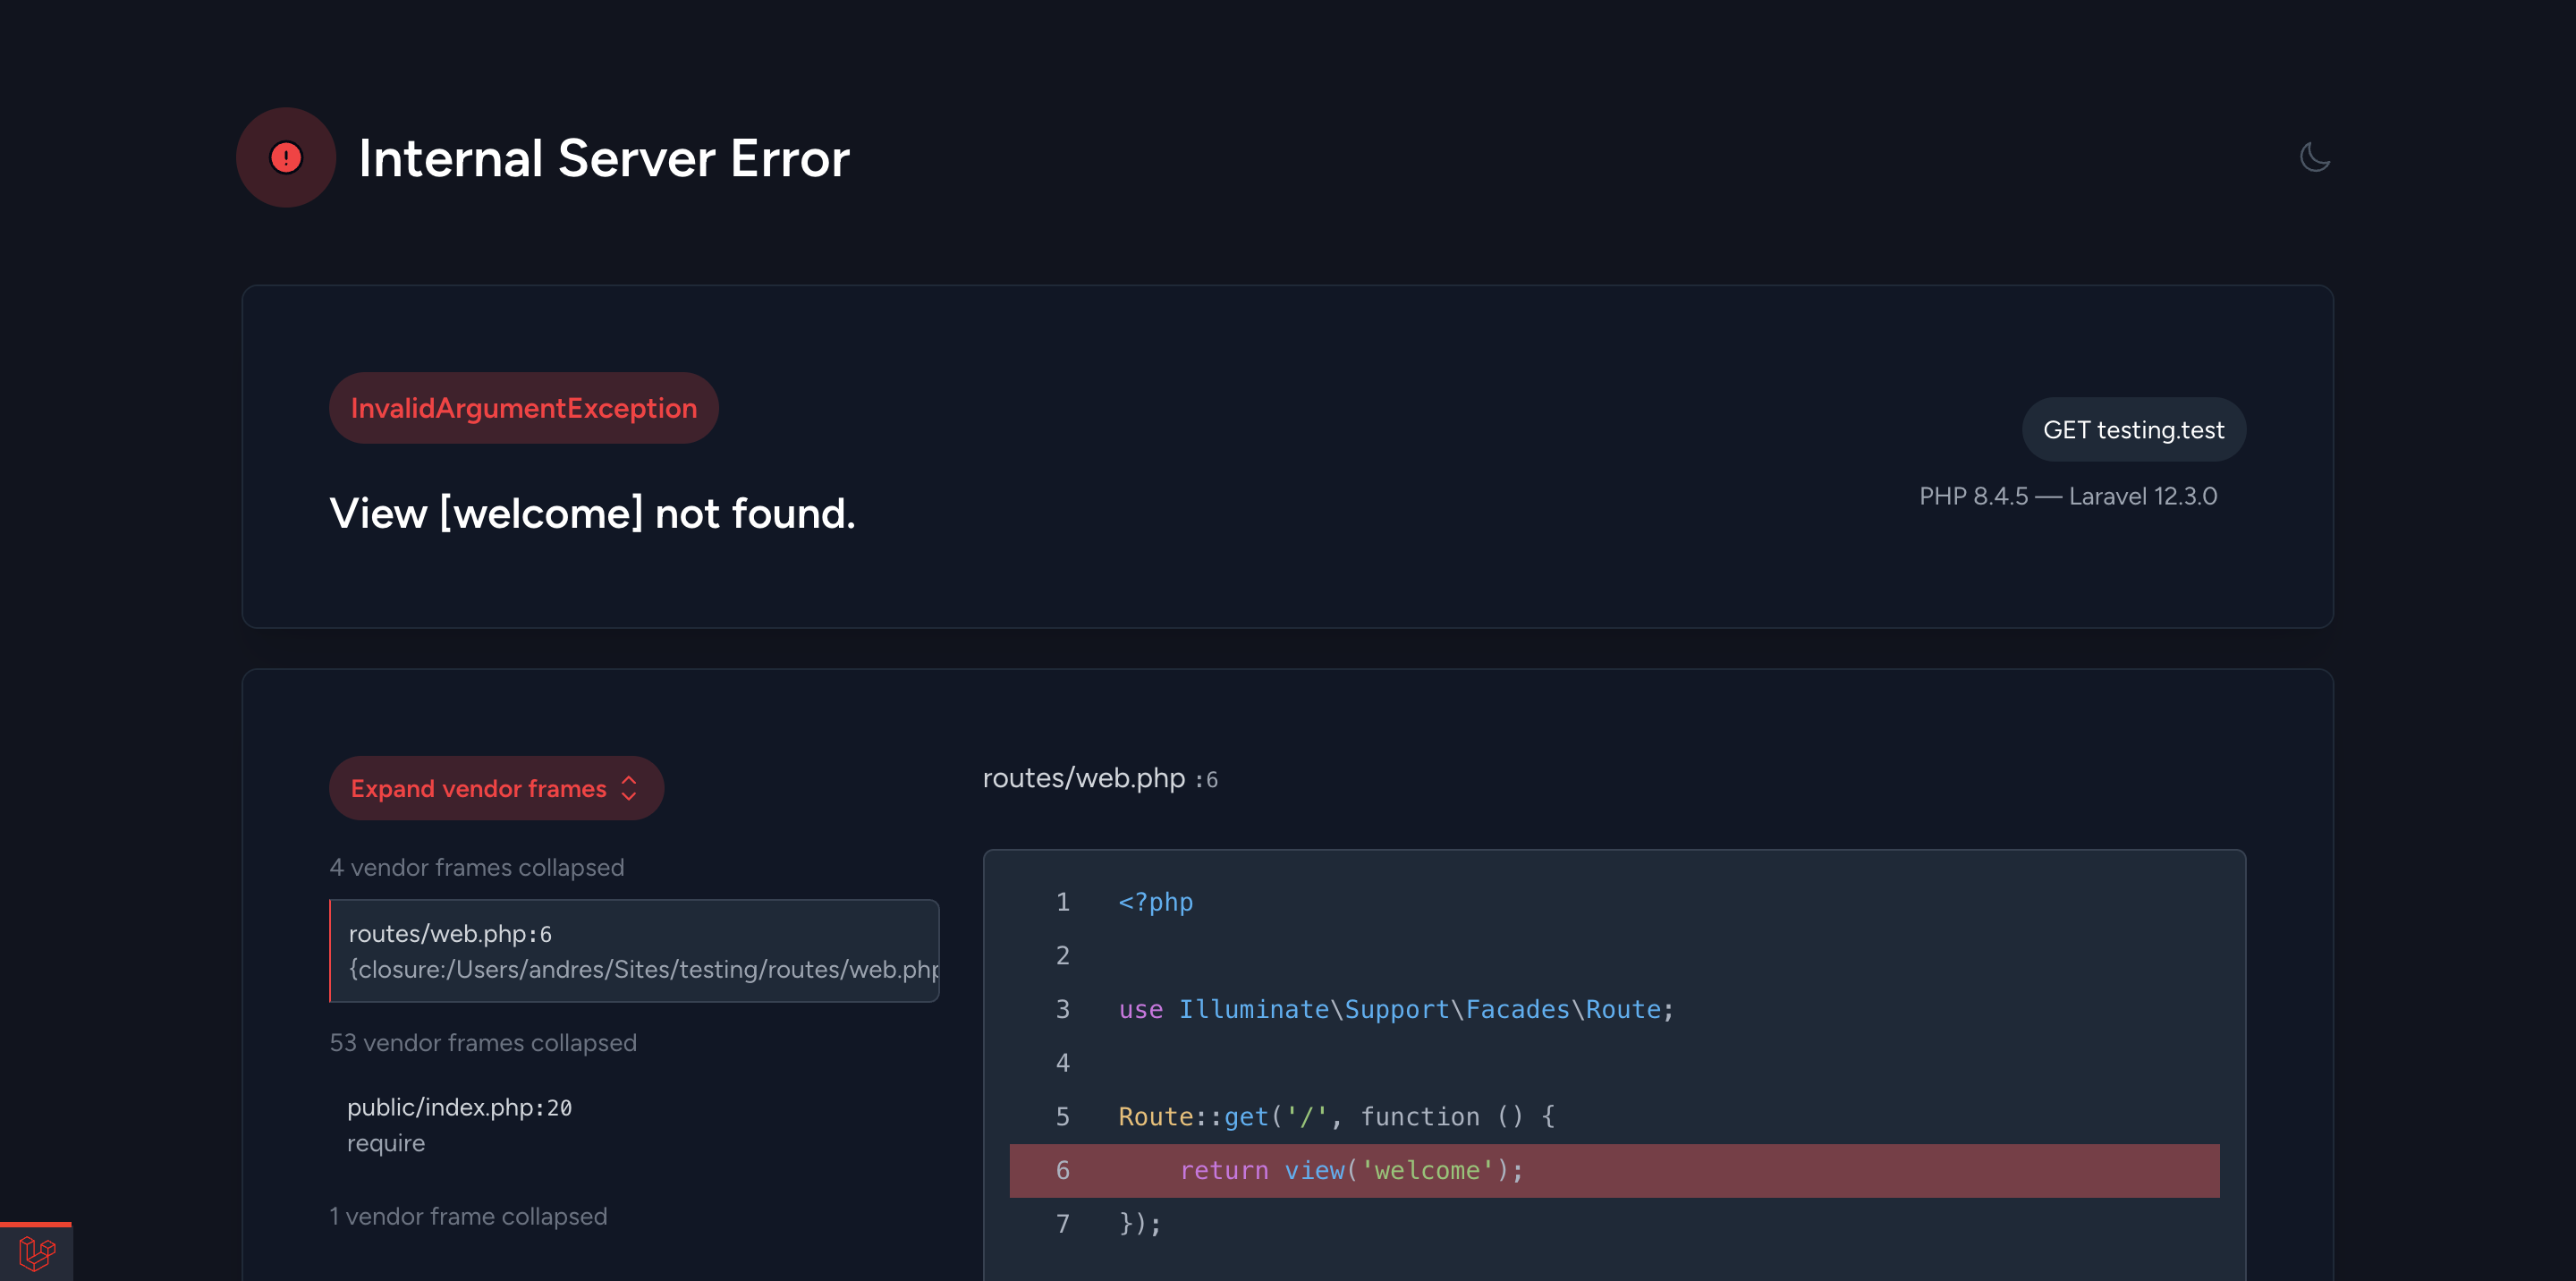 Internal Server Error
InvalidArgumentException
View [welcome] not found.
GET testing.test
PHP 8.4.5 — Laravel 12.3.0
Expand vendor frames
4 vendor frames collapsed
routes/web.php:6
{closure:/Users/andres/Sites/testing/routes/web.php
53 vendor frames collapsed
public/index.php:20
require
1 vendor frame collapsed
routes/web.php :6
1 <?php
2
3 use Illuminate\Support\Facades\Route;
4
5 Route::get('/', function () {
6     return view('welcome');
7 });